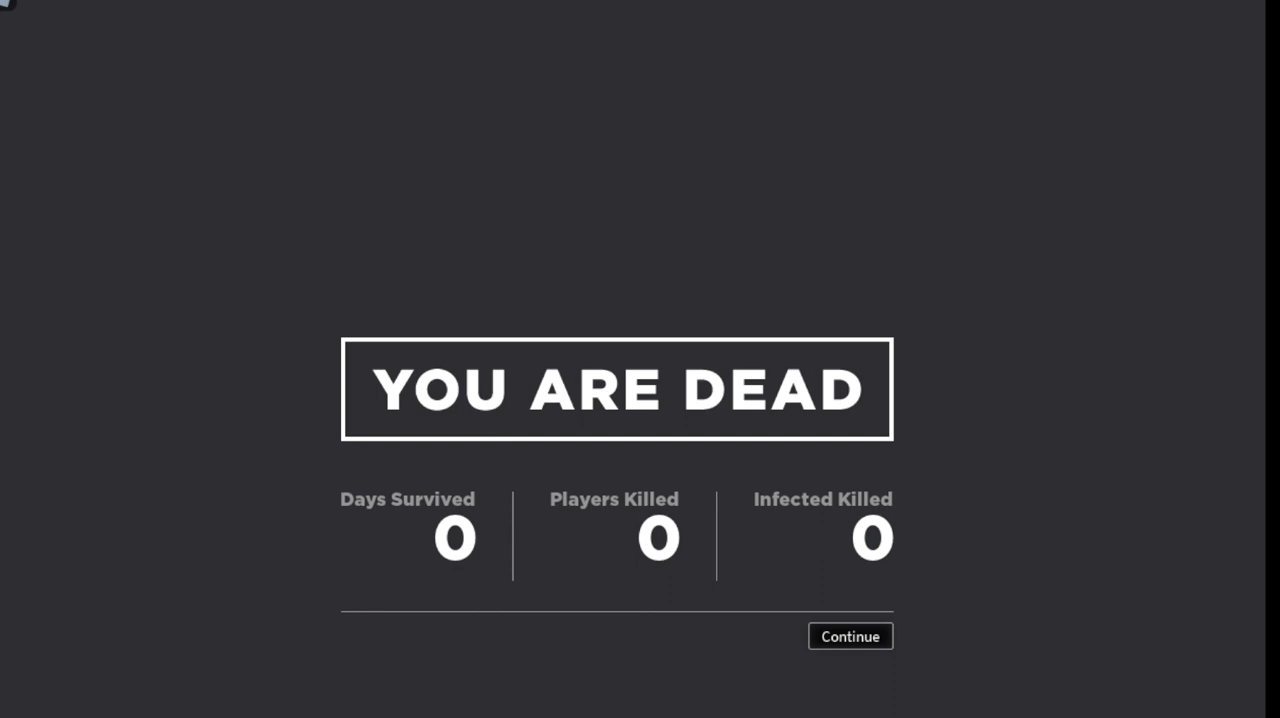 YOU ARE DEAD
Days Survived
0
Players Killed
0
Infected Killed
0
Continue